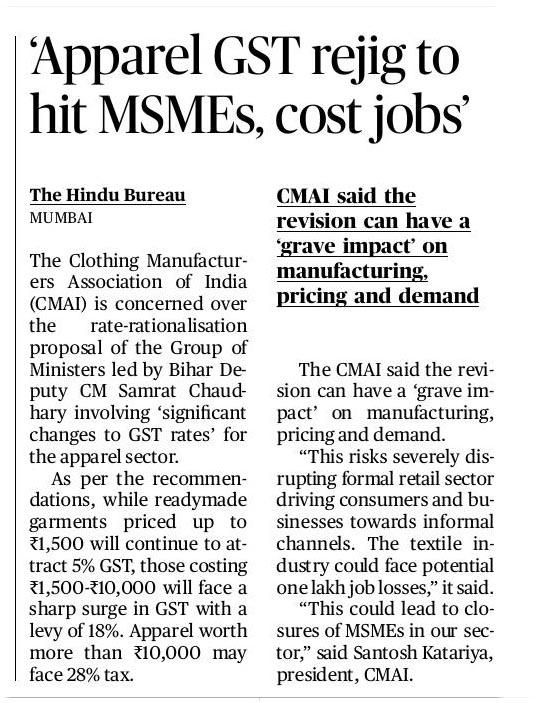 ‘Apparel GST rejig to
hit MSMEs, cost jobs’
The Hindu Bureau
MUMBAI
The Clothing Manufactur-
ers Association of India
(CMAI) is concerned over
the rate-rationalisation
proposal of the Group of
Ministers led by Bihar De-
puty CM Samrat Chaud-
hary involving ‘significant
changes to GST rates’ for
the apparel sector.
As per the recommen-
dations, while readymade
garments priced up to
₹1,500 will continue to at-
tract 5% GST, those costing
₹1,500-₹10,000 will face a
sharp surge in GST with a
levy of 18%. Apparel worth
more than ₹10,000 may
face 28% tax.
CMAI said the
revision can have a
‘grave impact’ on
manufacturing,
pricing and demand
The CMAI said the revi-
sion can have a ‘grave im-
pact’ on manufacturing,
pricing and demand.
“This risks severely dis-
rupting formal retail sector
driving consumers and bu-
sinesses towards informal
channels. The textile in-
dustry could face potential
one lakh job losses,” it said.
“This could lead to clo-
sures of MSMEs in our sec-
tor,” said Santosh Katariya,
president, CMAI.